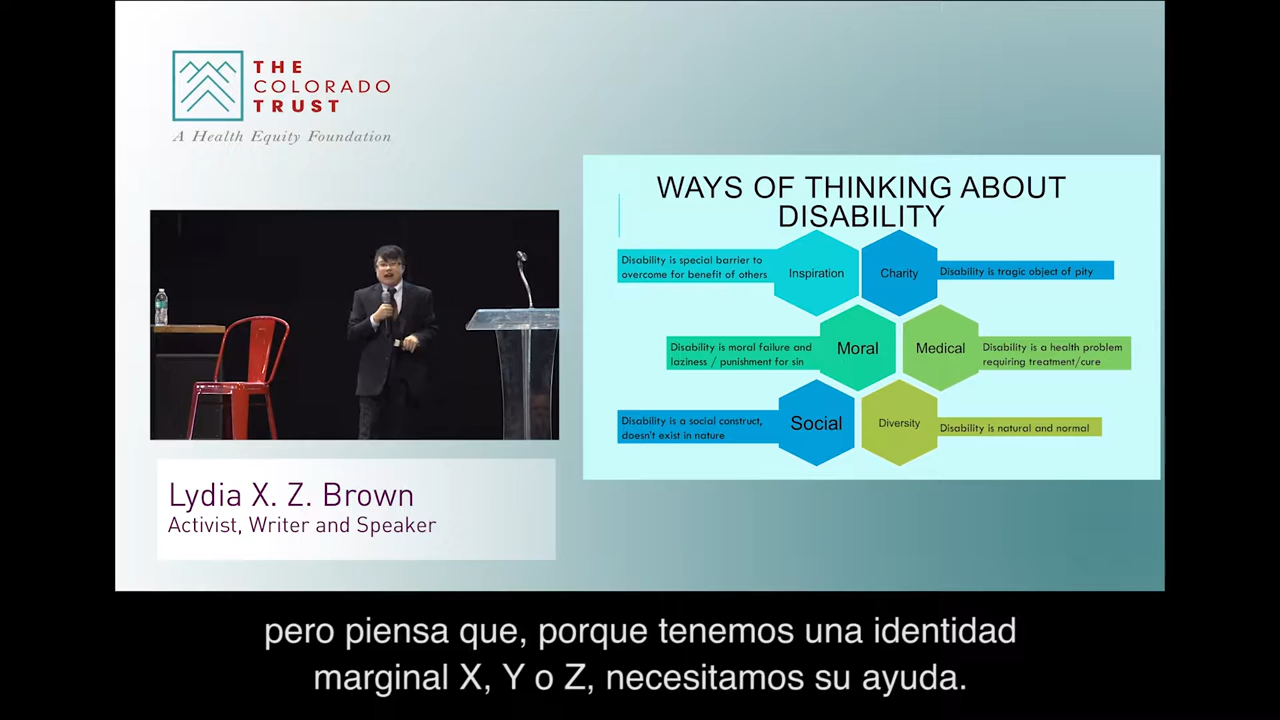 THE
COLORADO
TRUST
A Health Equity Foundation
WAYS OF THINKING ABOUT
DISABILITY
Disability is special barrier to
overcome for benefit of others
Inspiration
Charity
Disability is tragic object of pity
Disability is moral failure and
laziness / punishment for sin
Moral
Medical
Disability is a health problem
requiring treatment/cure
Disability is a social construct,
doesn't exist in nature
Social
Diversity
Disability is natural and normal
Lydia X. Z. Brown
Activist, Writer and Speaker
pero piensa que, porque tenemos una identidad
marginal X, Y o Z, necesitamos su ayuda.